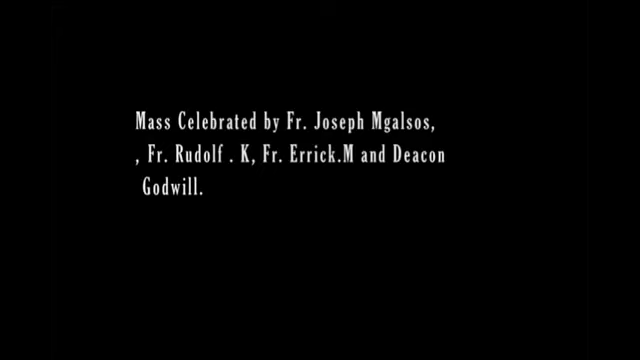 Mass Celebrated by Fr. Joseph Mgalsos,
, Fr. Rudolf . K, Fr. Errick.M and Deacon
Godwill.